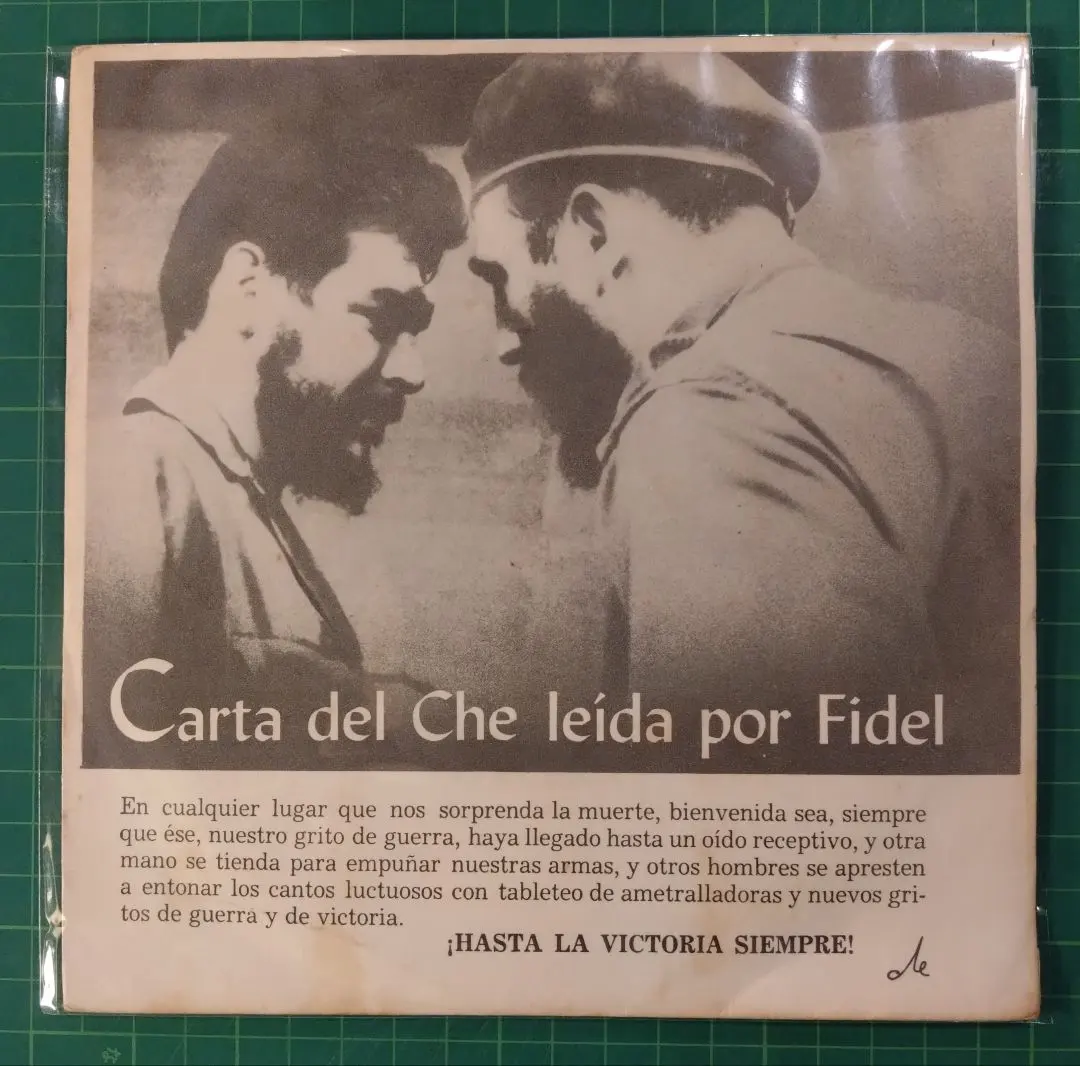 Carta del Che leída por Fidel
En cualquier lugar que nos sorprenda la muerte, bienvenida sea, siempre
que ése, nuestro grito de guerra, haya llegado hasta un oído receptivo, y otra
mano se tienda para empuñar nuestras armas, y otros hombres se apresten
a entonar los cantos luctuosos con tableteo de ametralladoras y nuevos gri-
tos de guerra y de victoria.
¡HASTA LA VICTORIA SIEMPRE!
che